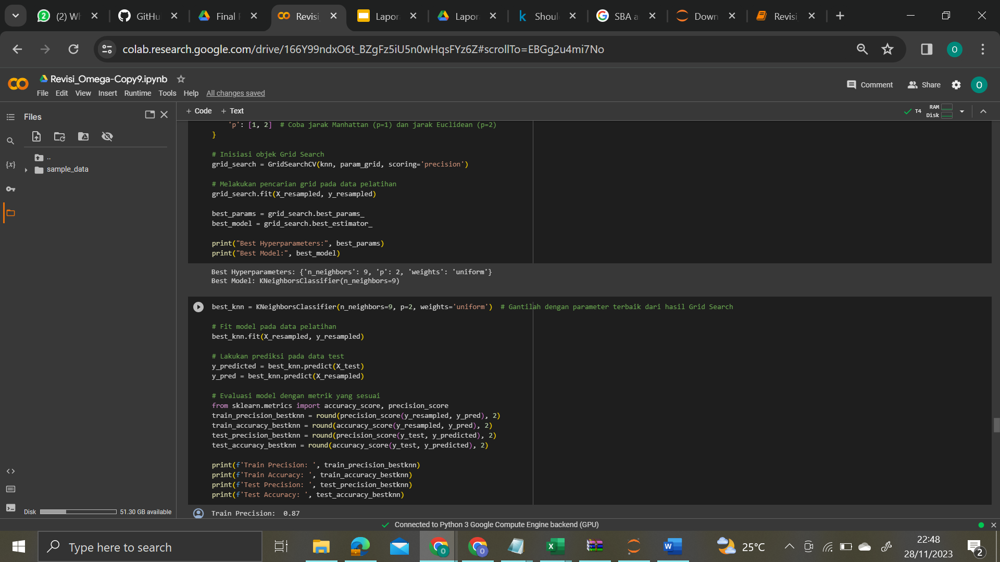 (2) Wh
GitHu
Final
Revisi
Lapor
Lapor
Shoul
SBA a
Down
Revisi
colab.research.google.com/drive/166Y99ndxO6t_BZgFz5iU5n0wHqsFYz6Z#scrollTo=EBGg2u4mi7No
O
Revisi_Omega-Copy9.ipynb
Comment
Share
O
File Edit View Insert Runtime Tools Help All changes saved
Files
+ Code + Text
T4
RAM
Disk
..
sample_data
{x}
'p': [1, 2]  # Coba jarak Manhattan (p=1) dan jarak Euclidean (p=2)
}
# Inisiasi objek Grid Search
grid_search = GridSearchCV(knn, param_grid, scoring='precision')
# Melakukan pencarian grid pada data pelatihan
grid_search.fit(X_resampled, y_resampled)
best_params = grid_search.best_params_
best_model = grid_search.best_estimator_
print("Best Hyperparameters:", best_params)
print("Best Model:", best_model)
Best Hyperparameters: {'n_neighbors': 9, 'p': 2, 'weights': 'uniform'}
Best Model: KNeighborsClassifier(n_neighbors=9)
best_knn = KNeighborsClassifier(n_neighbors=9, p=2, weights='uniform')  # Gantilah dengan parameter terbaik dari hasil Grid Search
# Fit model pada data pelatihan
best_knn.fit(X_resampled, y_resampled)
# Lakukan prediksi pada data test
y_predicted = best_knn.predict(X_test)
y_pred = best_knn.predict(X_resampled)
# Evaluasi model dengan metrik yang sesuai
from sklearn.metrics import accuracy_score, precision_score
train_precision_bestknn = round(precision_score(y_resampled, y_pred), 2)
train_accuracy_bestknn = round(accuracy_score(y_resampled, y_pred), 2)
test_precision_bestknn = round(precision_score(y_test, y_predicted), 2)
test_accuracy_bestknn = round(accuracy_score(y_test, y_predicted), 2)
print(f'Train Precision: ', train_precision_bestknn)
print(f'Train Accuracy: ', train_accuracy_bestknn)
print(f'Test Precision: ', test_precision_bestknn)
print(f'Test Accuracy: ', test_accuracy_bestknn)
Train Precision:  0.87
Disk
51.30 GB available
Connected to Python 3 Google Compute Engine backend (GPU)
Type here to search
25°C
22:48
28/11/2023
2